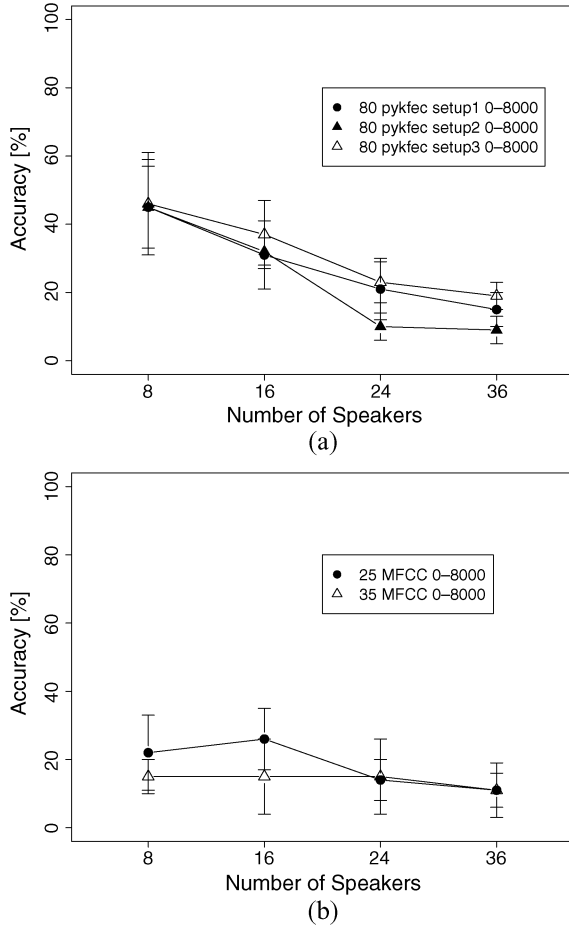 100
80
60
40
20
0
Accuracy [%]
80 pykfec setup1 0–8000
80 pykfec setup2 0–8000
80 pykfec setup3 0–8000
8 16 24 36
Number of Speakers
(a)
100
80
60
40
20
0
Accuracy [%]
25 MFCC 0–8000
35 MFCC 0–8000
8 16 24 36
Number of Speakers
(b)